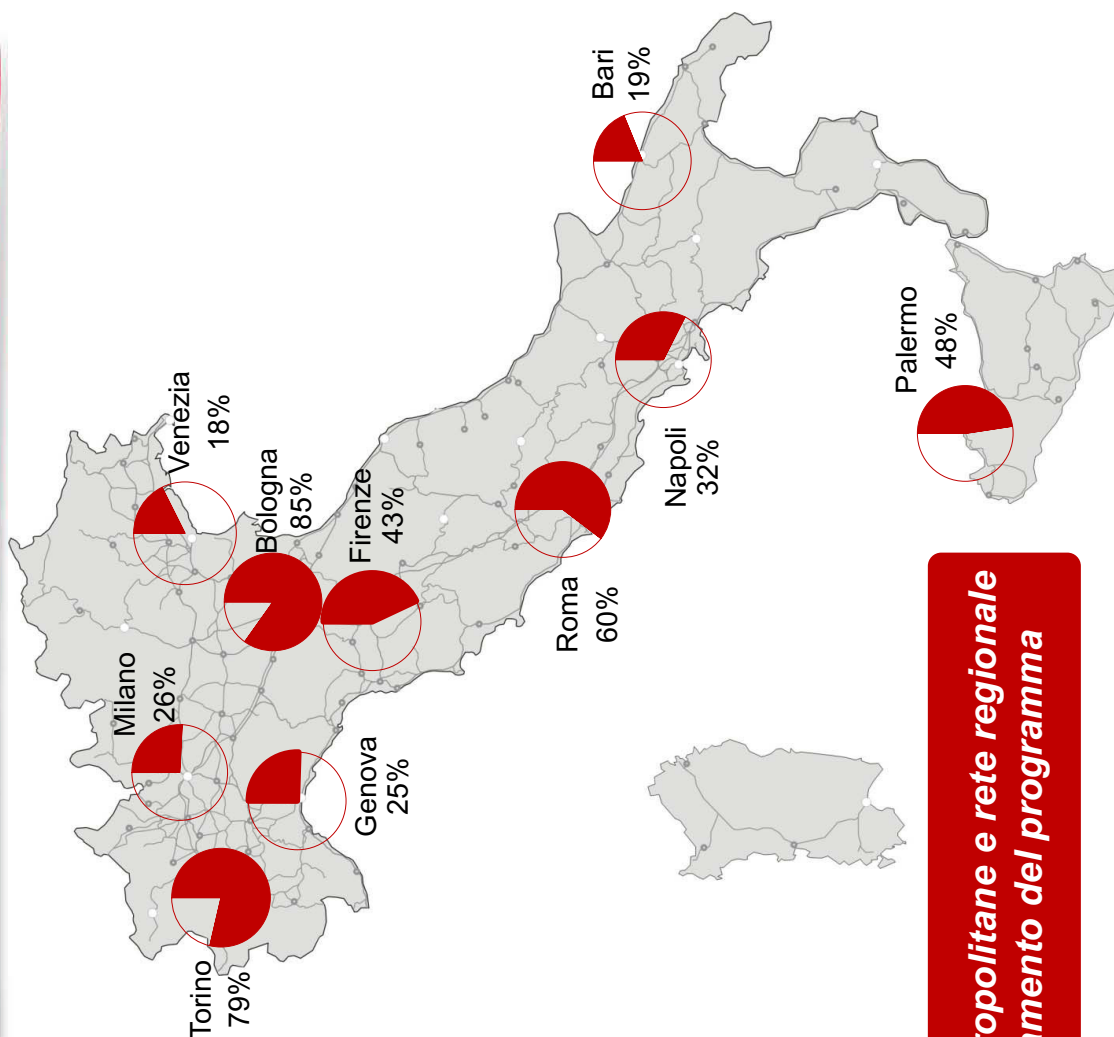 Torino
79%
Milano
26%
Genova
25%
Venezia
18%
Bologna
85%
Firenze
43%
Roma
60%
Napoli
32%
Bari
19%
Palermo
48%
ropolitane e rete regionale
mento del programma